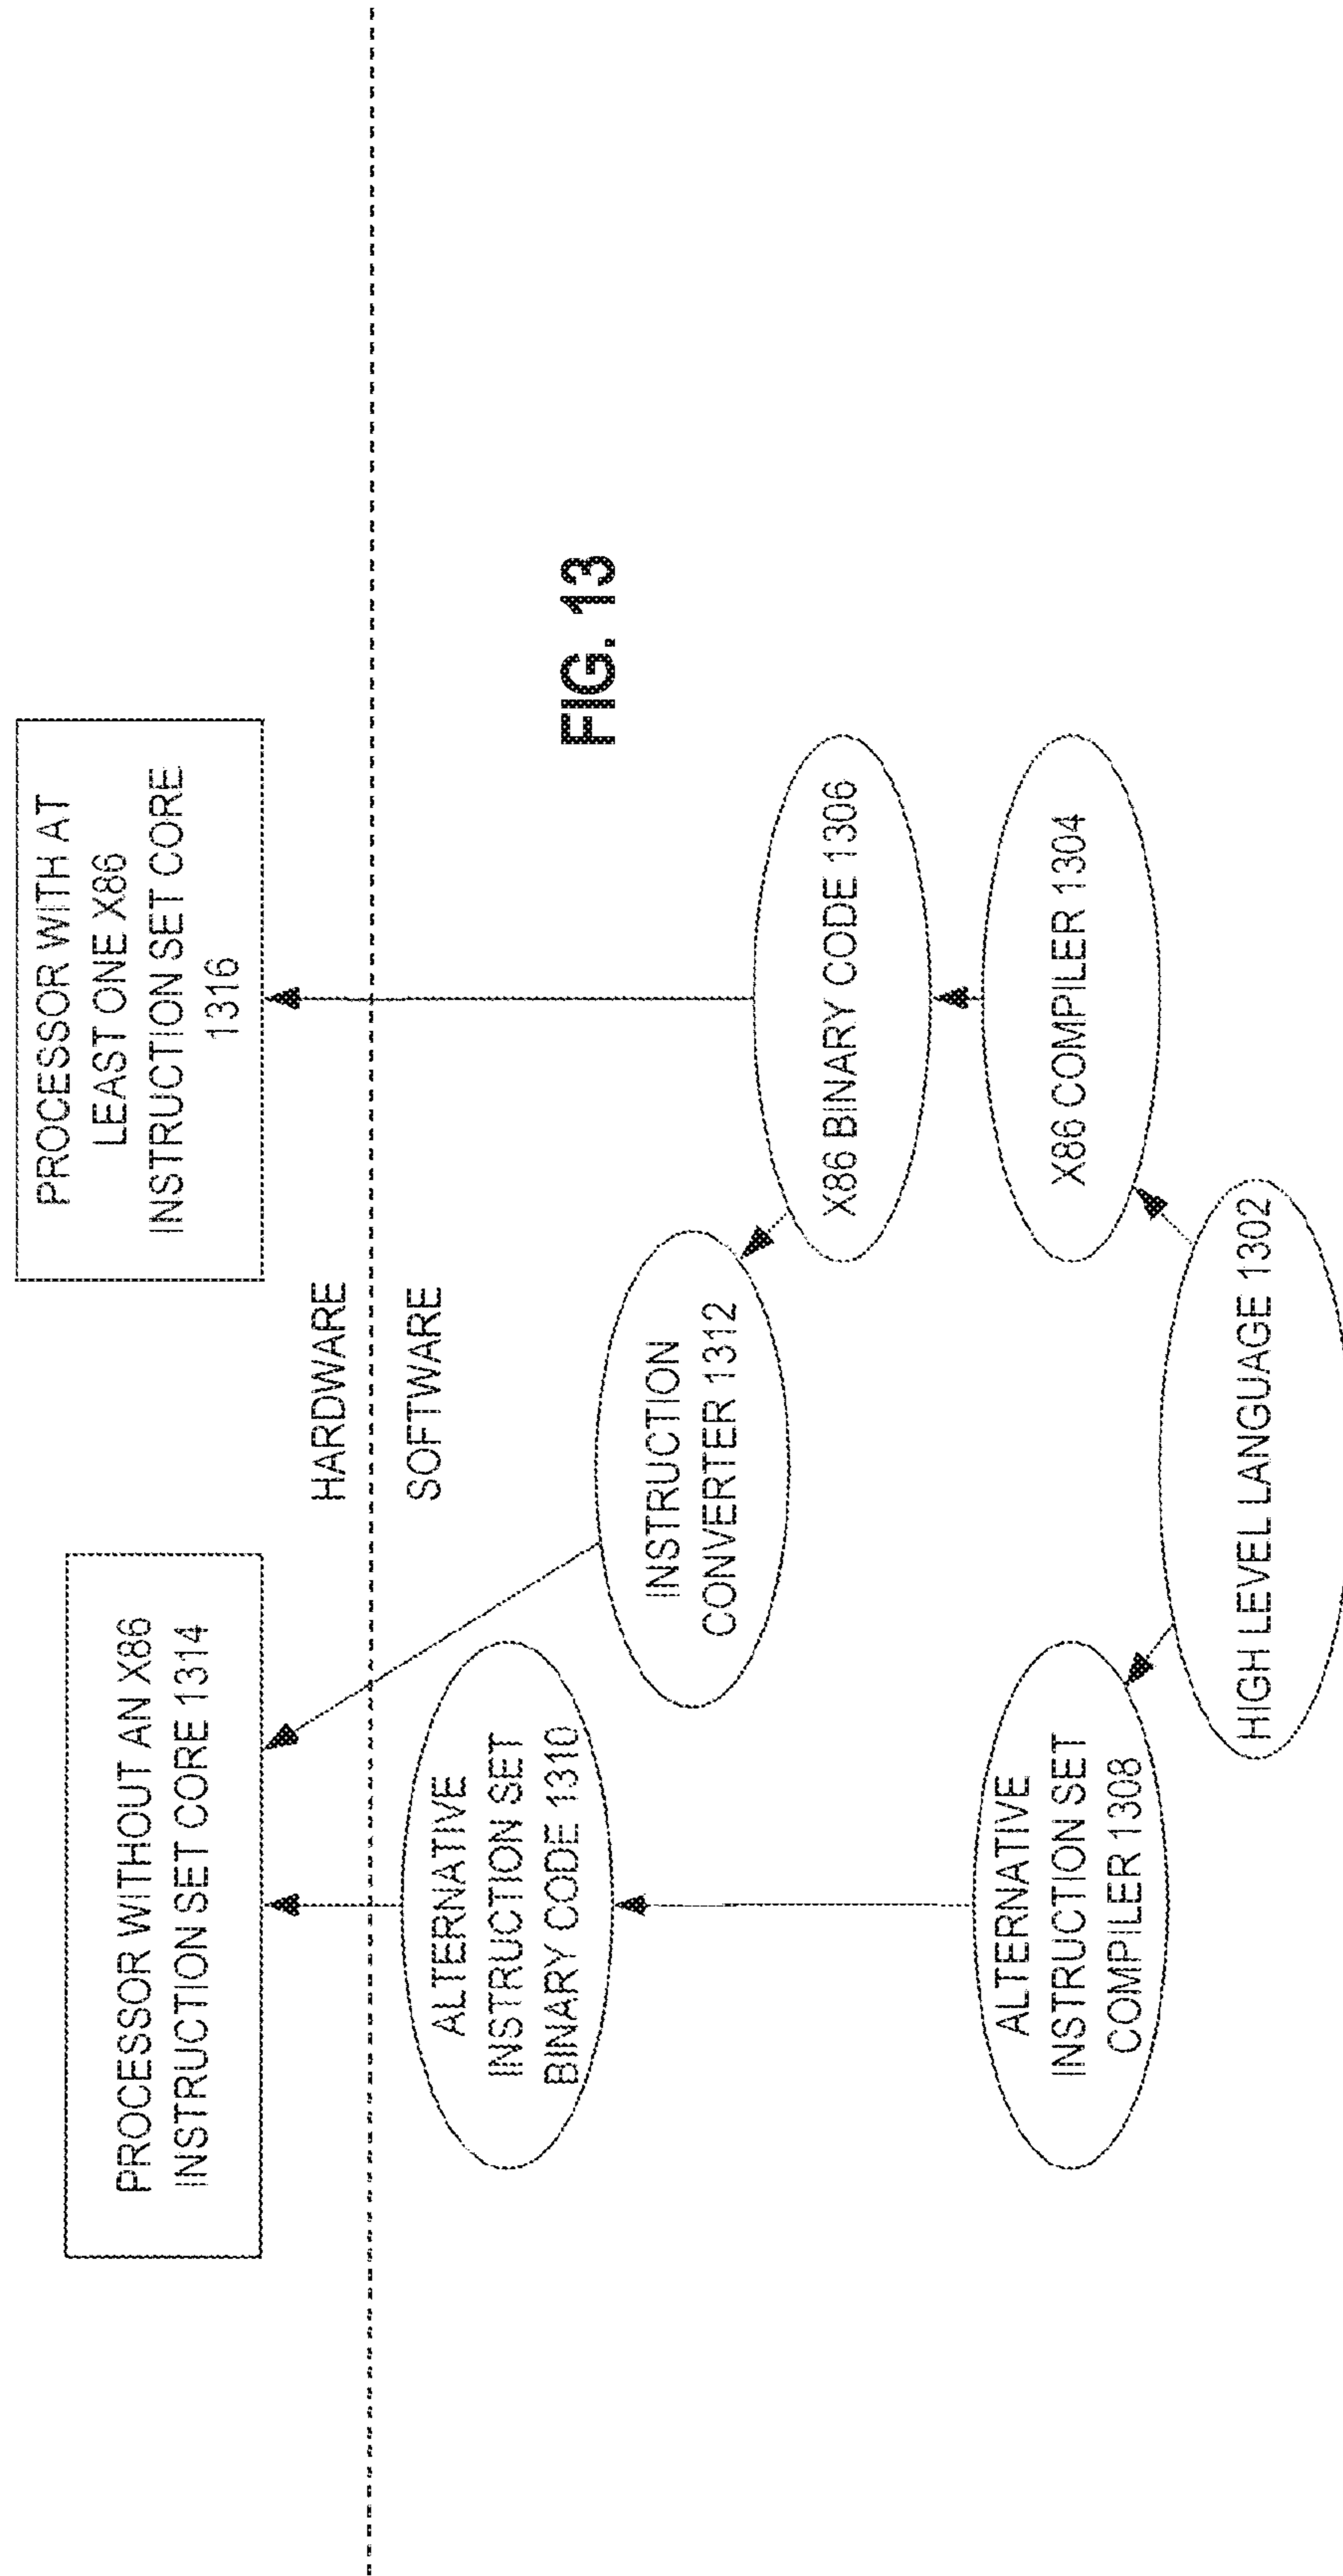 PROCESSOR WITHOUT AN X86
INSTRUCTION SET CORE 1314
PROCESSOR WITH AT
LEAST ONE X86
INSTRUCTION SET CORE
1316
HARDWARE
SOFTWARE
ALTERNATIVE
INSTRUCTION SET
BINARY CODE 1310
INSTRUCTION
CONVERTER 1312
X86 BINARY CODE 1306
ALTERNATIVE
INSTRUCTION SET
COMPILER 1308
X86 COMPILER 1304
HIGH LEVEL LANGUAGE 1302
FIG. 13